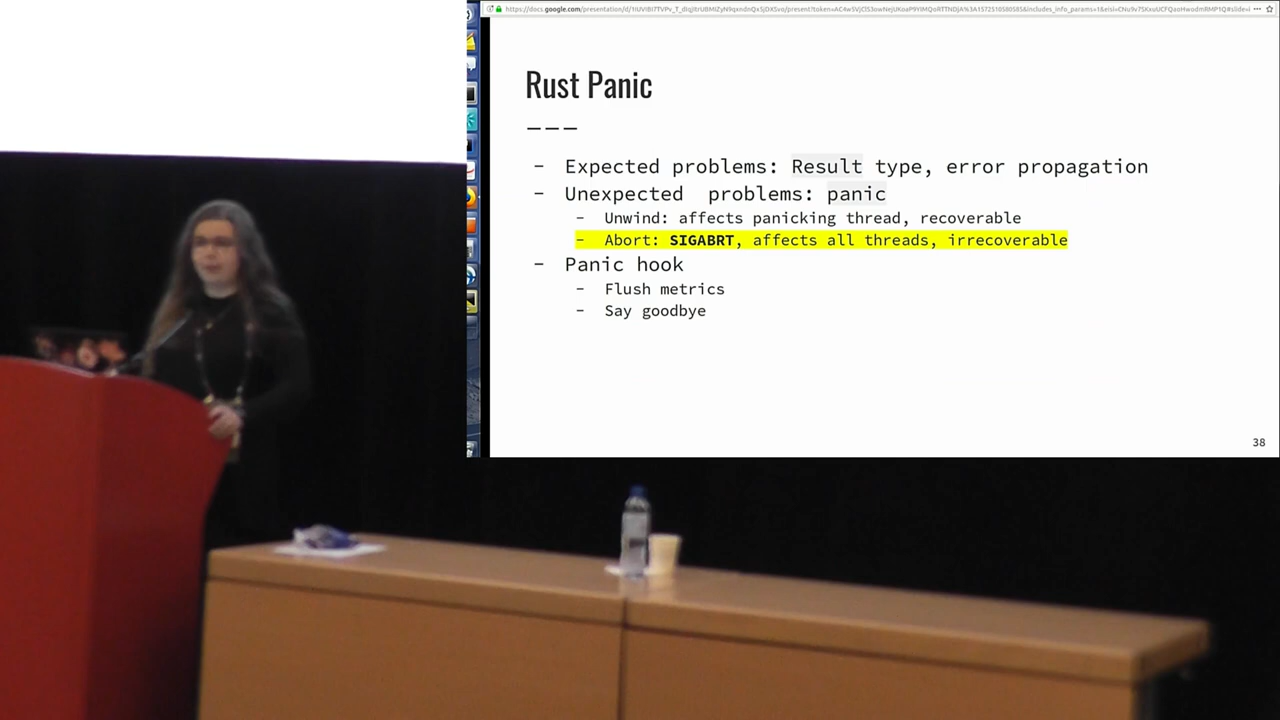 Rust Panic
———
- Expected problems: Result type, error propagation
- Unexpected  problems: panic
- Unwind: affects panicking thread, recoverable
- Abort: SIGABRT, affects all threads, irrecoverable
- Panic hook
- Flush metrics
- Say goodbye
38